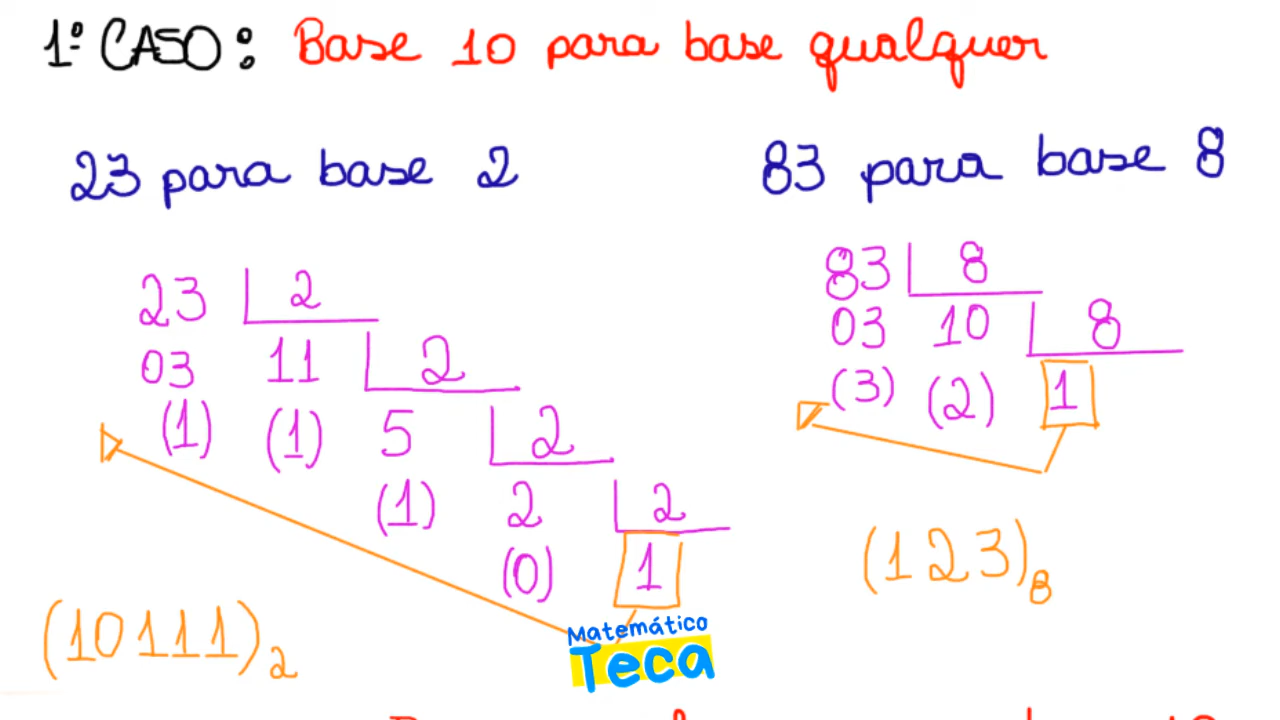 1º CASO: Base 10 para base qualquer
23 para base 2
23 2
03 11 2
(1) (1) 5 2
(1) 2 2
(0) 1
(10111)2
83 para base 8
83 8
03 10 8
(3) (2) 1
(123)8
Matemático
Teca